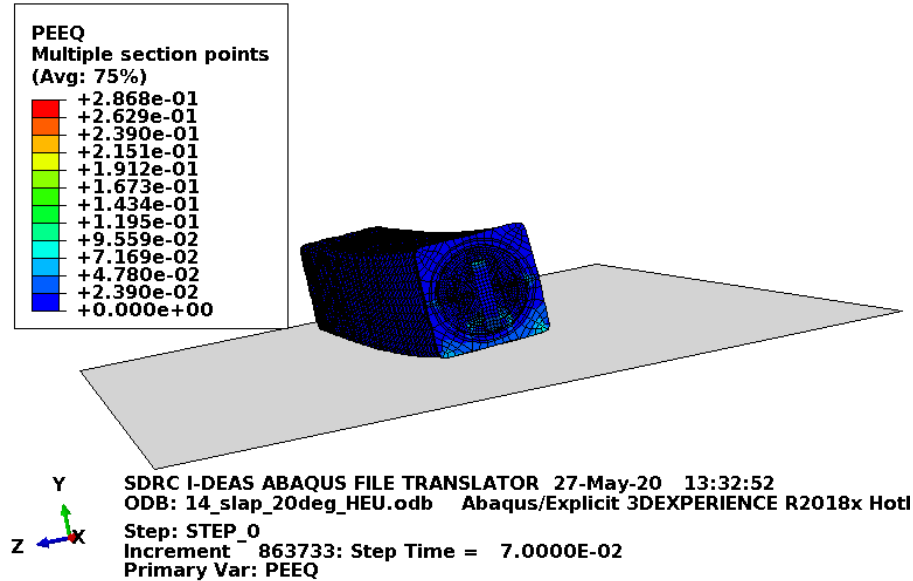 PEEQ
Multiple section points
(Avg: 75%)
+2.868e-01
+2.629e-01
+2.390e-01
+2.151e-01
+1.912e-01
+1.673e-01
+1.434e-01
+1.195e-01
+9.559e-02
+7.169e-02
+4.780e-02
+2.390e-02
+0.000e+00
Y
Z
X
SDRC I-DEAS ABAQUS FILE TRANSLATOR 27-May-20 13:32:52
ODB: 14_slap_20deg_HEU.odb Abaqus/Explicit 3DEXPERIENCE R2018x Hotl
Step: STEP_0
Increment 863733: Step Time = 7.0000E-02
Primary Var: PEEQ